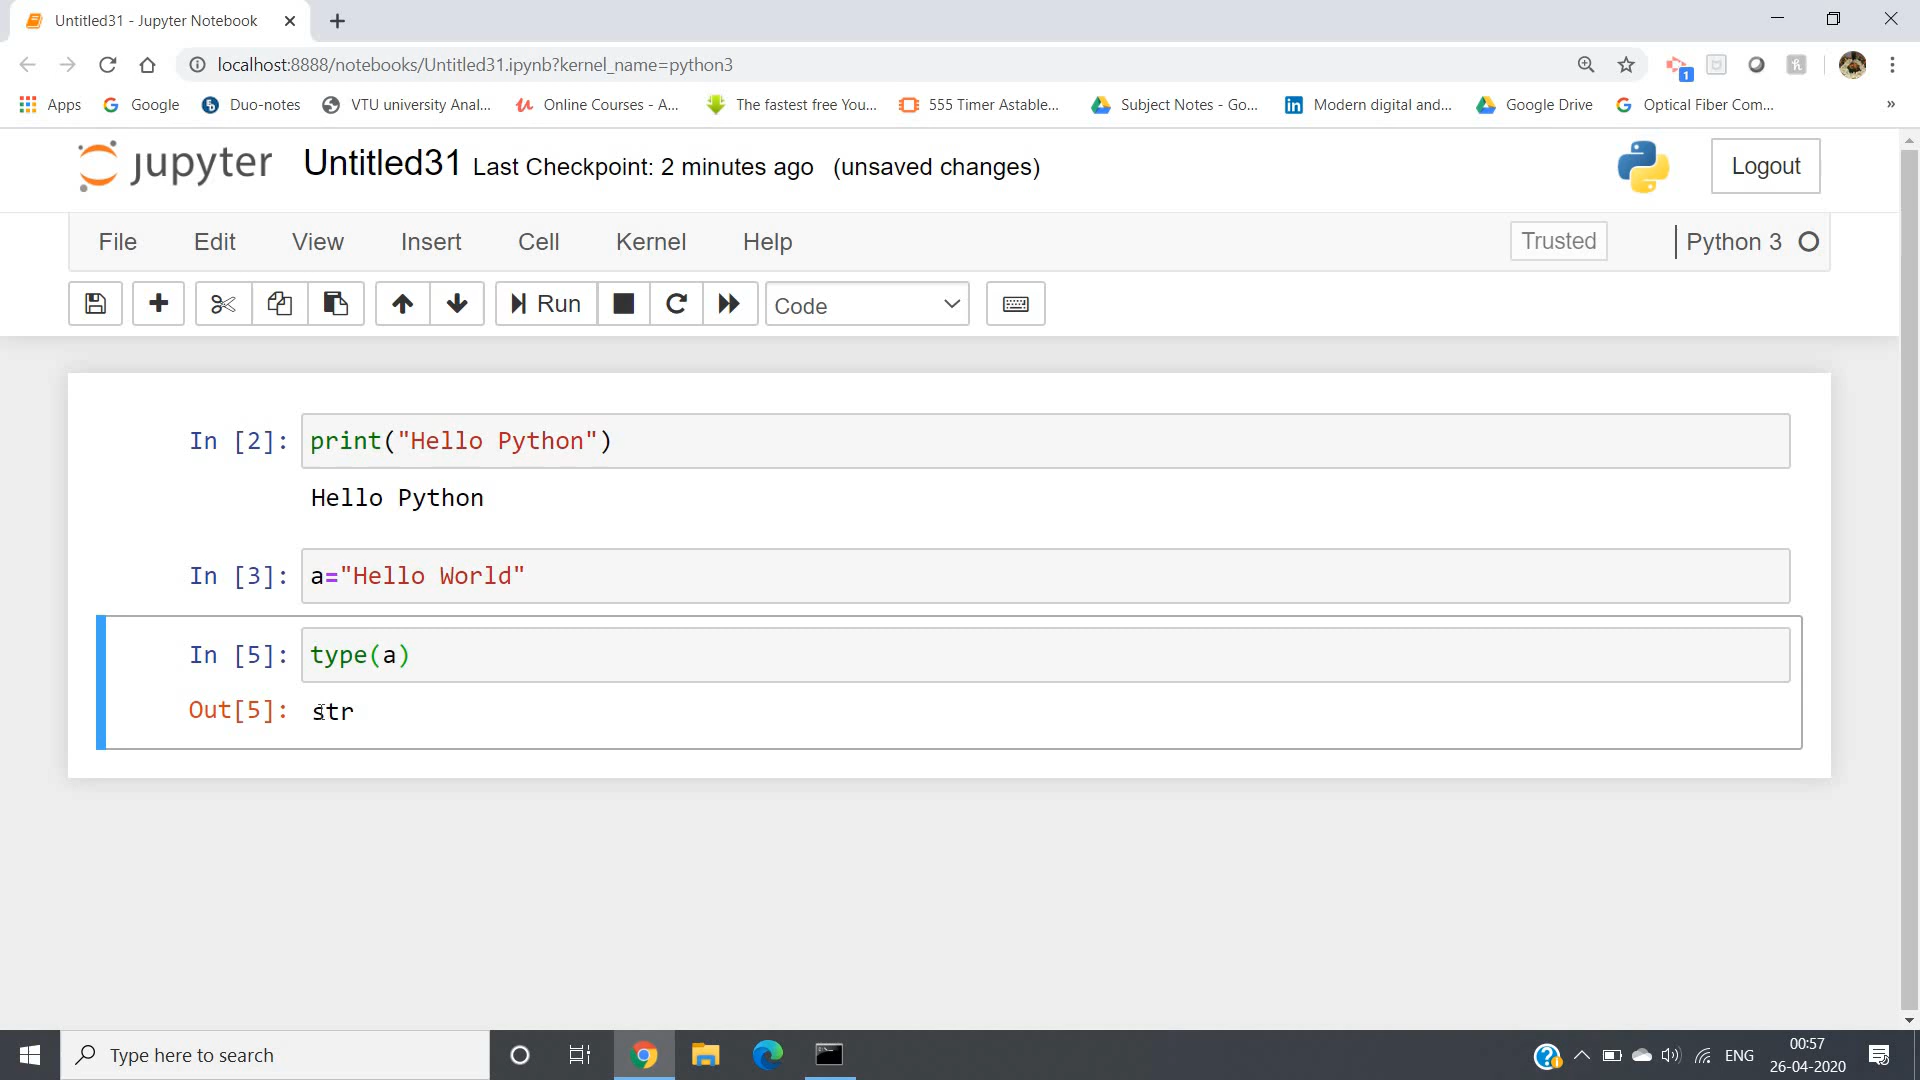 Untitled31 - Jupyter Notebook
localhost:8888/notebooks/Untitled31.ipynb?kernel_name=python3
1
Apps Google Duo-notes VTU university Anal... Online Courses - A... The fastest free You... 555 Timer Astable... Subject Notes - Go... Modern digital and... Google Drive Optical Fiber Com... »
jupyter Untitled31 Last Checkpoint: 2 minutes ago (unsaved changes) Logout
File Edit View Insert Cell Kernel Help Trusted Python 3
Run Code
In [2]: print("Hello Python")
Hello Python
In [3]: a="Hello World"
In [5]: type(a)
Out[5]: str
Type here to search
ENG
00:57
26-04-2020